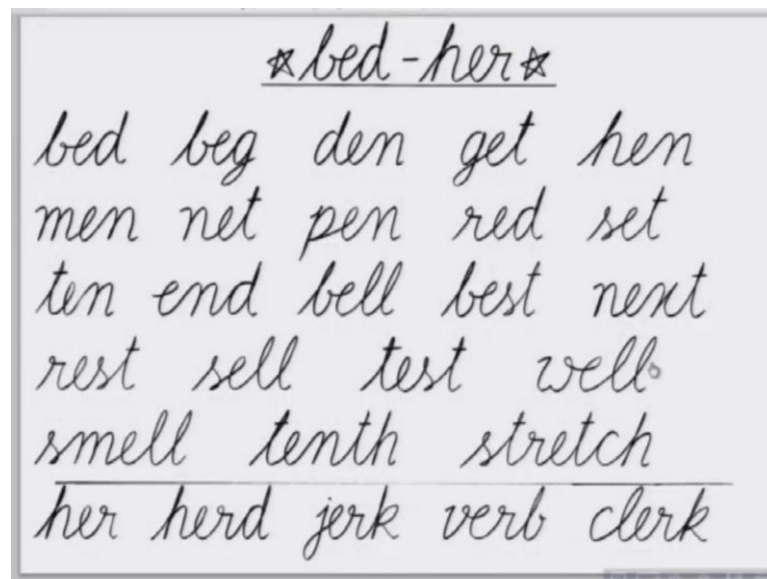 ☆bed-her☆
bed beg den get hen
men net pen red set
ten end bell best next
rest sell test well
smell tenth stretch
her herd jerk verb clerk